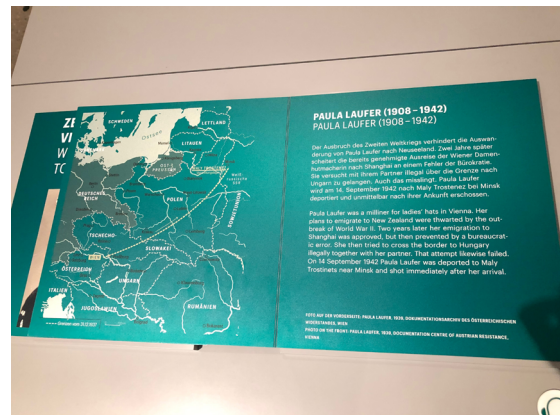 ZE
VI
W
TO
SCHWEDEN
Ostsee
LETTLAND
LITAUEN
OST-
PREUSSEN
DEUTSCHES
REICH
POLEN
SOWJETUNION
TSCHECHO-
SLOWAKEI
WIEN
ÖSTERREICH
UNGARN
ITALIEN
JUGOSLAWIEN
RUMÄNIEN
PAULA LAUFER (1908–1942)
PAULA LAUFER (1908–1942)
Der Ausbruch des Zweiten Weltkriegs verhindert die Auswan-
derung von Paula Laufer nach Neuseeland. Zwei Jahre später
scheitert die bereits genehmigte Ausreise der Wiener Damen-
hutmacherin nach Shanghai an einem Fehler der Bürokratie.
Sie versucht mit ihrem Partner illegal über die Grenze nach
Ungarn zu gelangen. Auch das misslingt. Paula Laufer
wird am 14. September 1942 nach Maly Trostenez bei Minsk
deportiert und unmittelbar nach ihrer Ankunft erschossen.
Paula Laufer was a milliner for ladies' hats in Vienna. Her
plans to emigrate to New Zealand were thwarted by the out-
break of World War II. Two years later her emigration to
Shanghai was approved, but then prevented by a bureaucrat-
ic error. She then tried to cross the border to Hungary
illegally together with her partner. That attempt likewise failed.
On 14 September 1942 Paula Laufer was deported to Maly
Trostinets near Minsk and shot immediately after her arrival.
FOTO AUF DER VORDERSEITE: PAULA LAUFER, 1939, DOKUMENTATIONSARCHIV DES ÖSTERREICHISCHEN
WIDERSTANDES, WIEN
PHOTO ON THE FRONT: PAULA LAUFER, 1939, DOCUMENTATION CENTRE OF AUSTRIAN RESISTANCE,
VIENNA